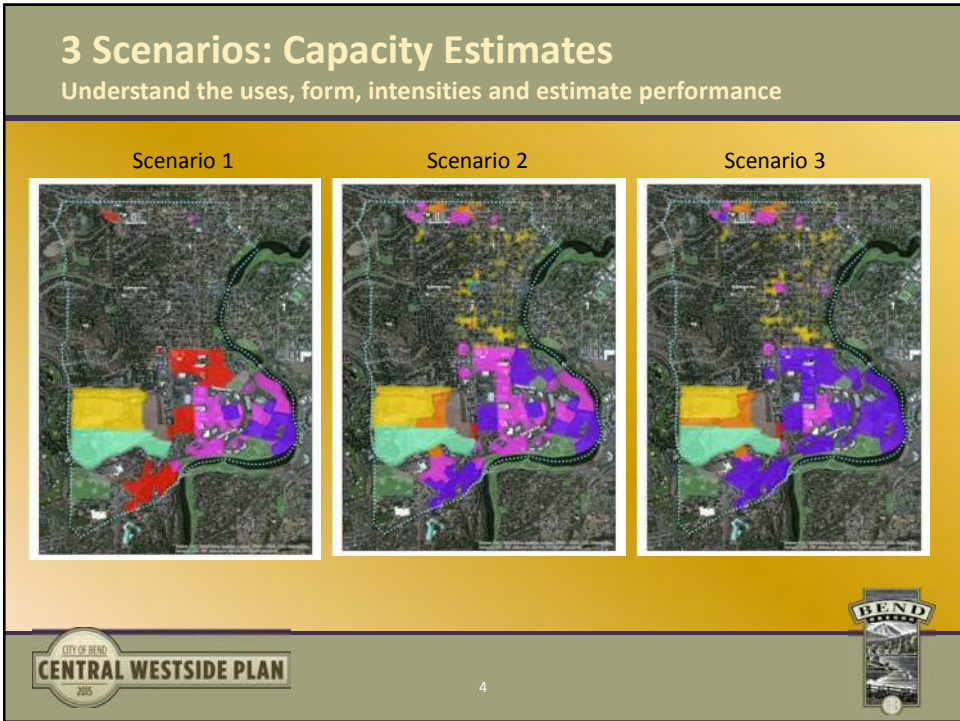 3 Scenarios: Capacity Estimates
Understand the uses, form, intensities and estimate performance
Scenario 1
Scenario 2
Scenario 3
CITY OF BEND
CENTRAL WESTSIDE PLAN
2015
4
BEND
OREGON